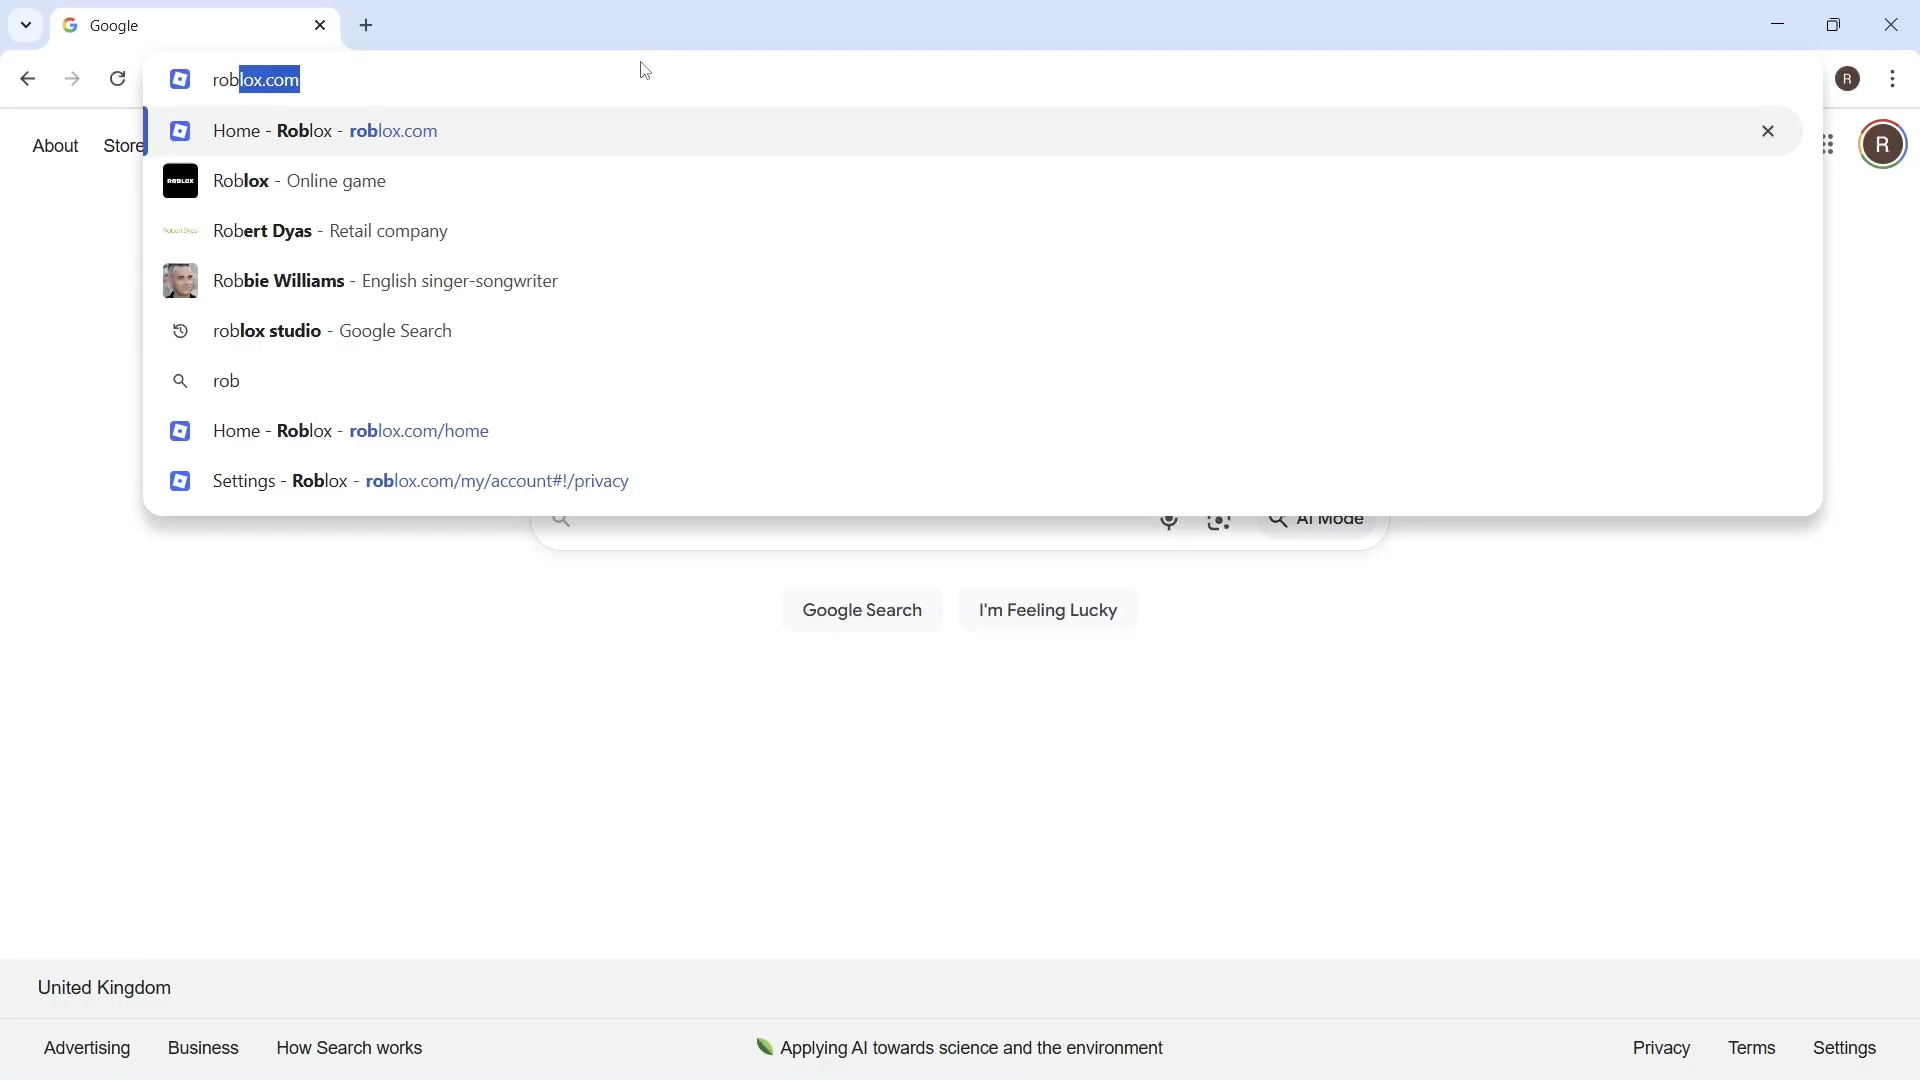 Google
roblox.com
R
Home - Roblox - roblox.com
About Store
R
ROBLOX Roblox - Online game
Robert Dyas Robert Dyas - Retail company
Robbie Williams - English singer-songwriter
roblox studio - Google Search
rob
Home - Roblox - roblox.com/home
Settings - Roblox - roblox.com/my/account#!/privacy
AI Mode
Google Search I'm Feeling Lucky
United Kingdom
Advertising Business How Search works Applying AI towards science and the environment Privacy Terms Settings